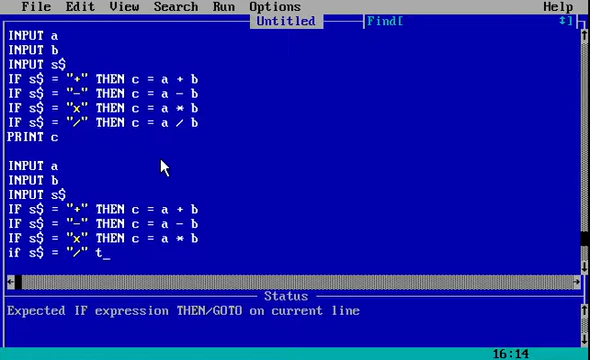 File Edit View Search Run Options Help
Untitled Find[ ]
INPUT a
INPUT b
INPUT s$
IF s$ = "+" THEN c = a + b
IF s$ = "-" THEN c = a - b
IF s$ = "x" THEN c = a * b
IF s$ = "/" THEN c = a / b
PRINT c
INPUT a
INPUT b
INPUT s$
IF s$ = "+" THEN c = a + b
IF s$ = "-" THEN c = a - b
IF s$ = "x" THEN c = a * b
if s$ = "/" t_
Status
Expected IF expression THEN/GOTO on current line
16:14